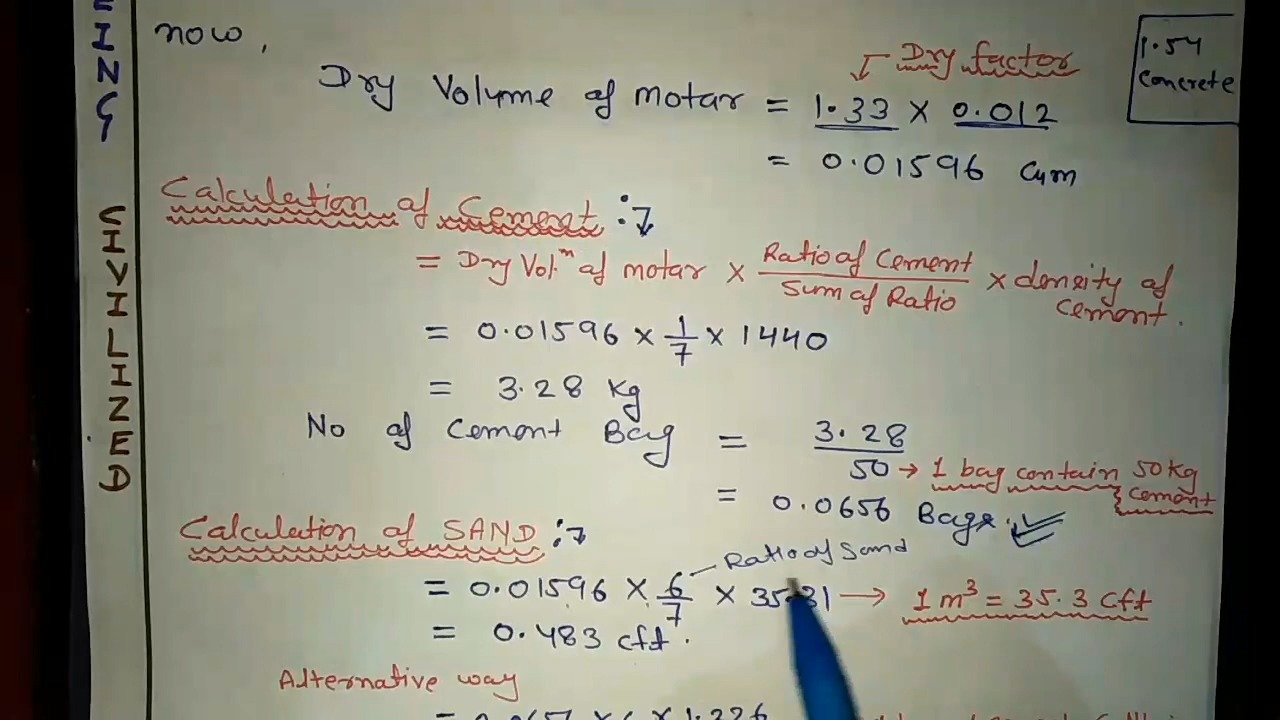 ING CIVILIZED
now,
1.54
Concrete
Dry factor
Dry Volume of motar = 1.33 × 0.012
= 0.01596 Cum
Calculation of Cement :-
= Dry Vol.ᵐ of motar × Ratio of Cement / Sum of Ratio × density of Cement.
= 0.01596 × 1/7 × 1440
= 3.28 Kg
No of Cement Bag = 3.28 / 50 → 1 bag contain 50 kg cement
= 0.0656 Bags.
Calculation of SAND :-
Ratio of Sand
= 0.01596 × 6/7 × 35.31 → 1 m³ = 35.3 cft
= 0.483 cft.
Alternative way